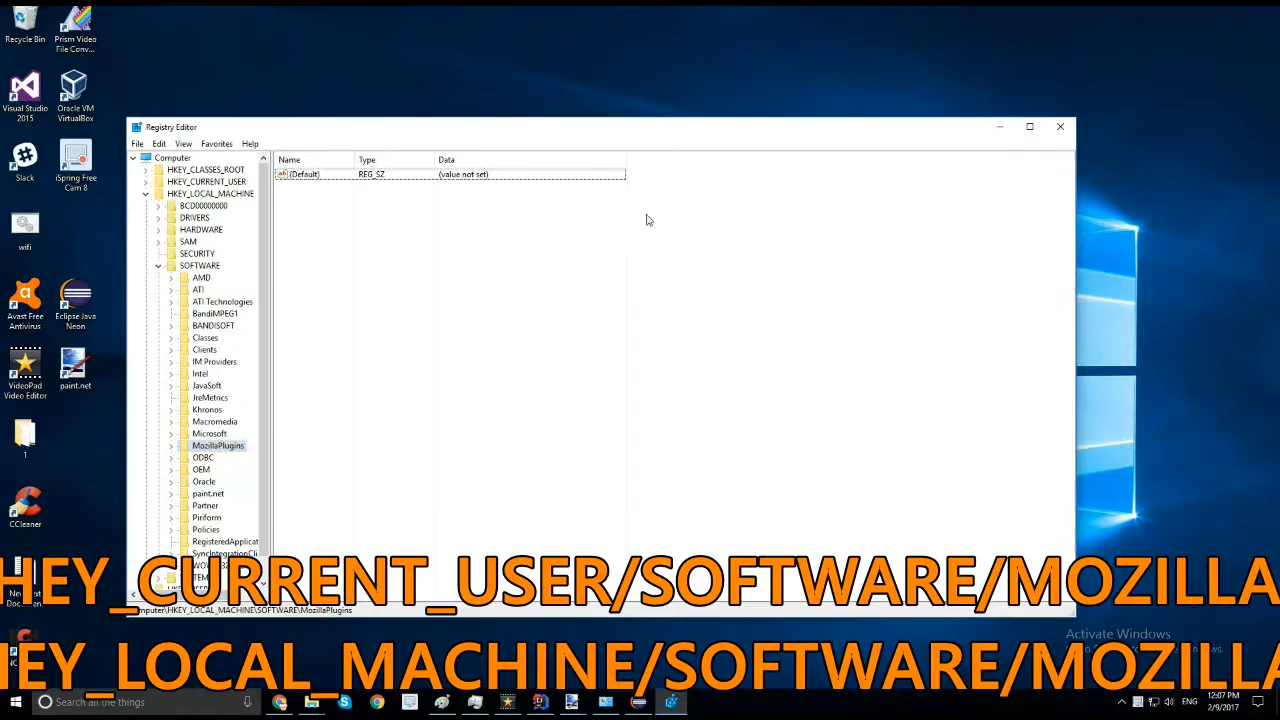 Recycle Bin
Prism Video
File Conv...
Visual Studio
2015
Oracle VM
VirtualBox
Slack
iSpring Free
Cam 8
wifi
Avast Free
Antivirus
Eclipse Java
Neon
VideoPad
Video Editor
paint.net
1
CCleaner
Registry Editor
File Edit View Favorites Help
Computer
HKEY_CLASSES_ROOT
HKEY_CURRENT_USER
HKEY_LOCAL_MACHINE
BCD00000000
DRIVERS
HARDWARE
SAM
SECURITY
SOFTWARE
AMD
ATI
ATI Technologies
BandiMPEG1
BANDISOFT
Classes
Clients
IM Providers
Intel
JavaSoft
JreMetrics
Khronos
Macromedia
Microsoft
MozillaPlugins
ODBC
OEM
Oracle
paint.net
Partner
Piriform
Policies
RegisteredApplicat
SyncIntegrationCli
Name Type Data
ab (Default) REG_SZ (value not set)
HEY_CURRENT_USER/SOFTWARE/MOZILLA
Computer\HKEY_LOCAL_MACHINE\SOFTWARE\MozillaPlugins
Activate Windows
HEY_LOCAL_MACHINE/SOFTWARE/MOZILLA
Search all the things
ENG
12:07 PM
2/9/2017